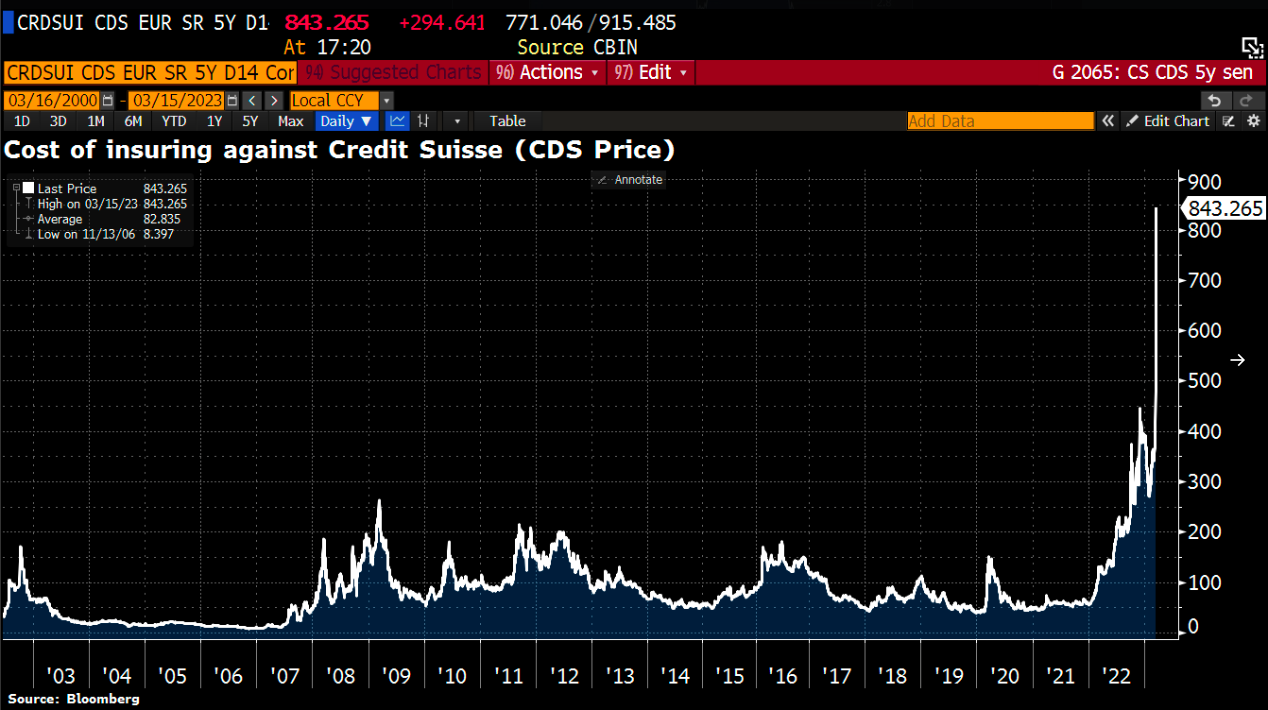 CRDSUI CDS EUR SR 5Y D1 843.265 +294.641 771.046 / 915.485
At 17:20 Source CBIN
CRDSUI CDS EUR SR 5Y D14 Cor 94) Suggested Charts 96) Actions 97) Edit G 2065: CS CDS 5y sen
03/16/2000 - 03/15/2023 Local CCY
1D 3D 1M 6M YTD 1Y 5Y Max Daily Table Add Data Edit Chart
Cost of insuring against Credit Suisse (CDS Price)
Annotate
Last Price 843.265
High on 03/15/23 843.265
Average 82.835
Low on 11/13/06 8.397
900
843.265
800
700
600
500
400
300
200
100
0
'03 '04 '05 '06 '07 '08 '09 '10 '11 '12 '13 '14 '15 '16 '17 '18 '19 '20 '21 '22
Source: Bloomberg